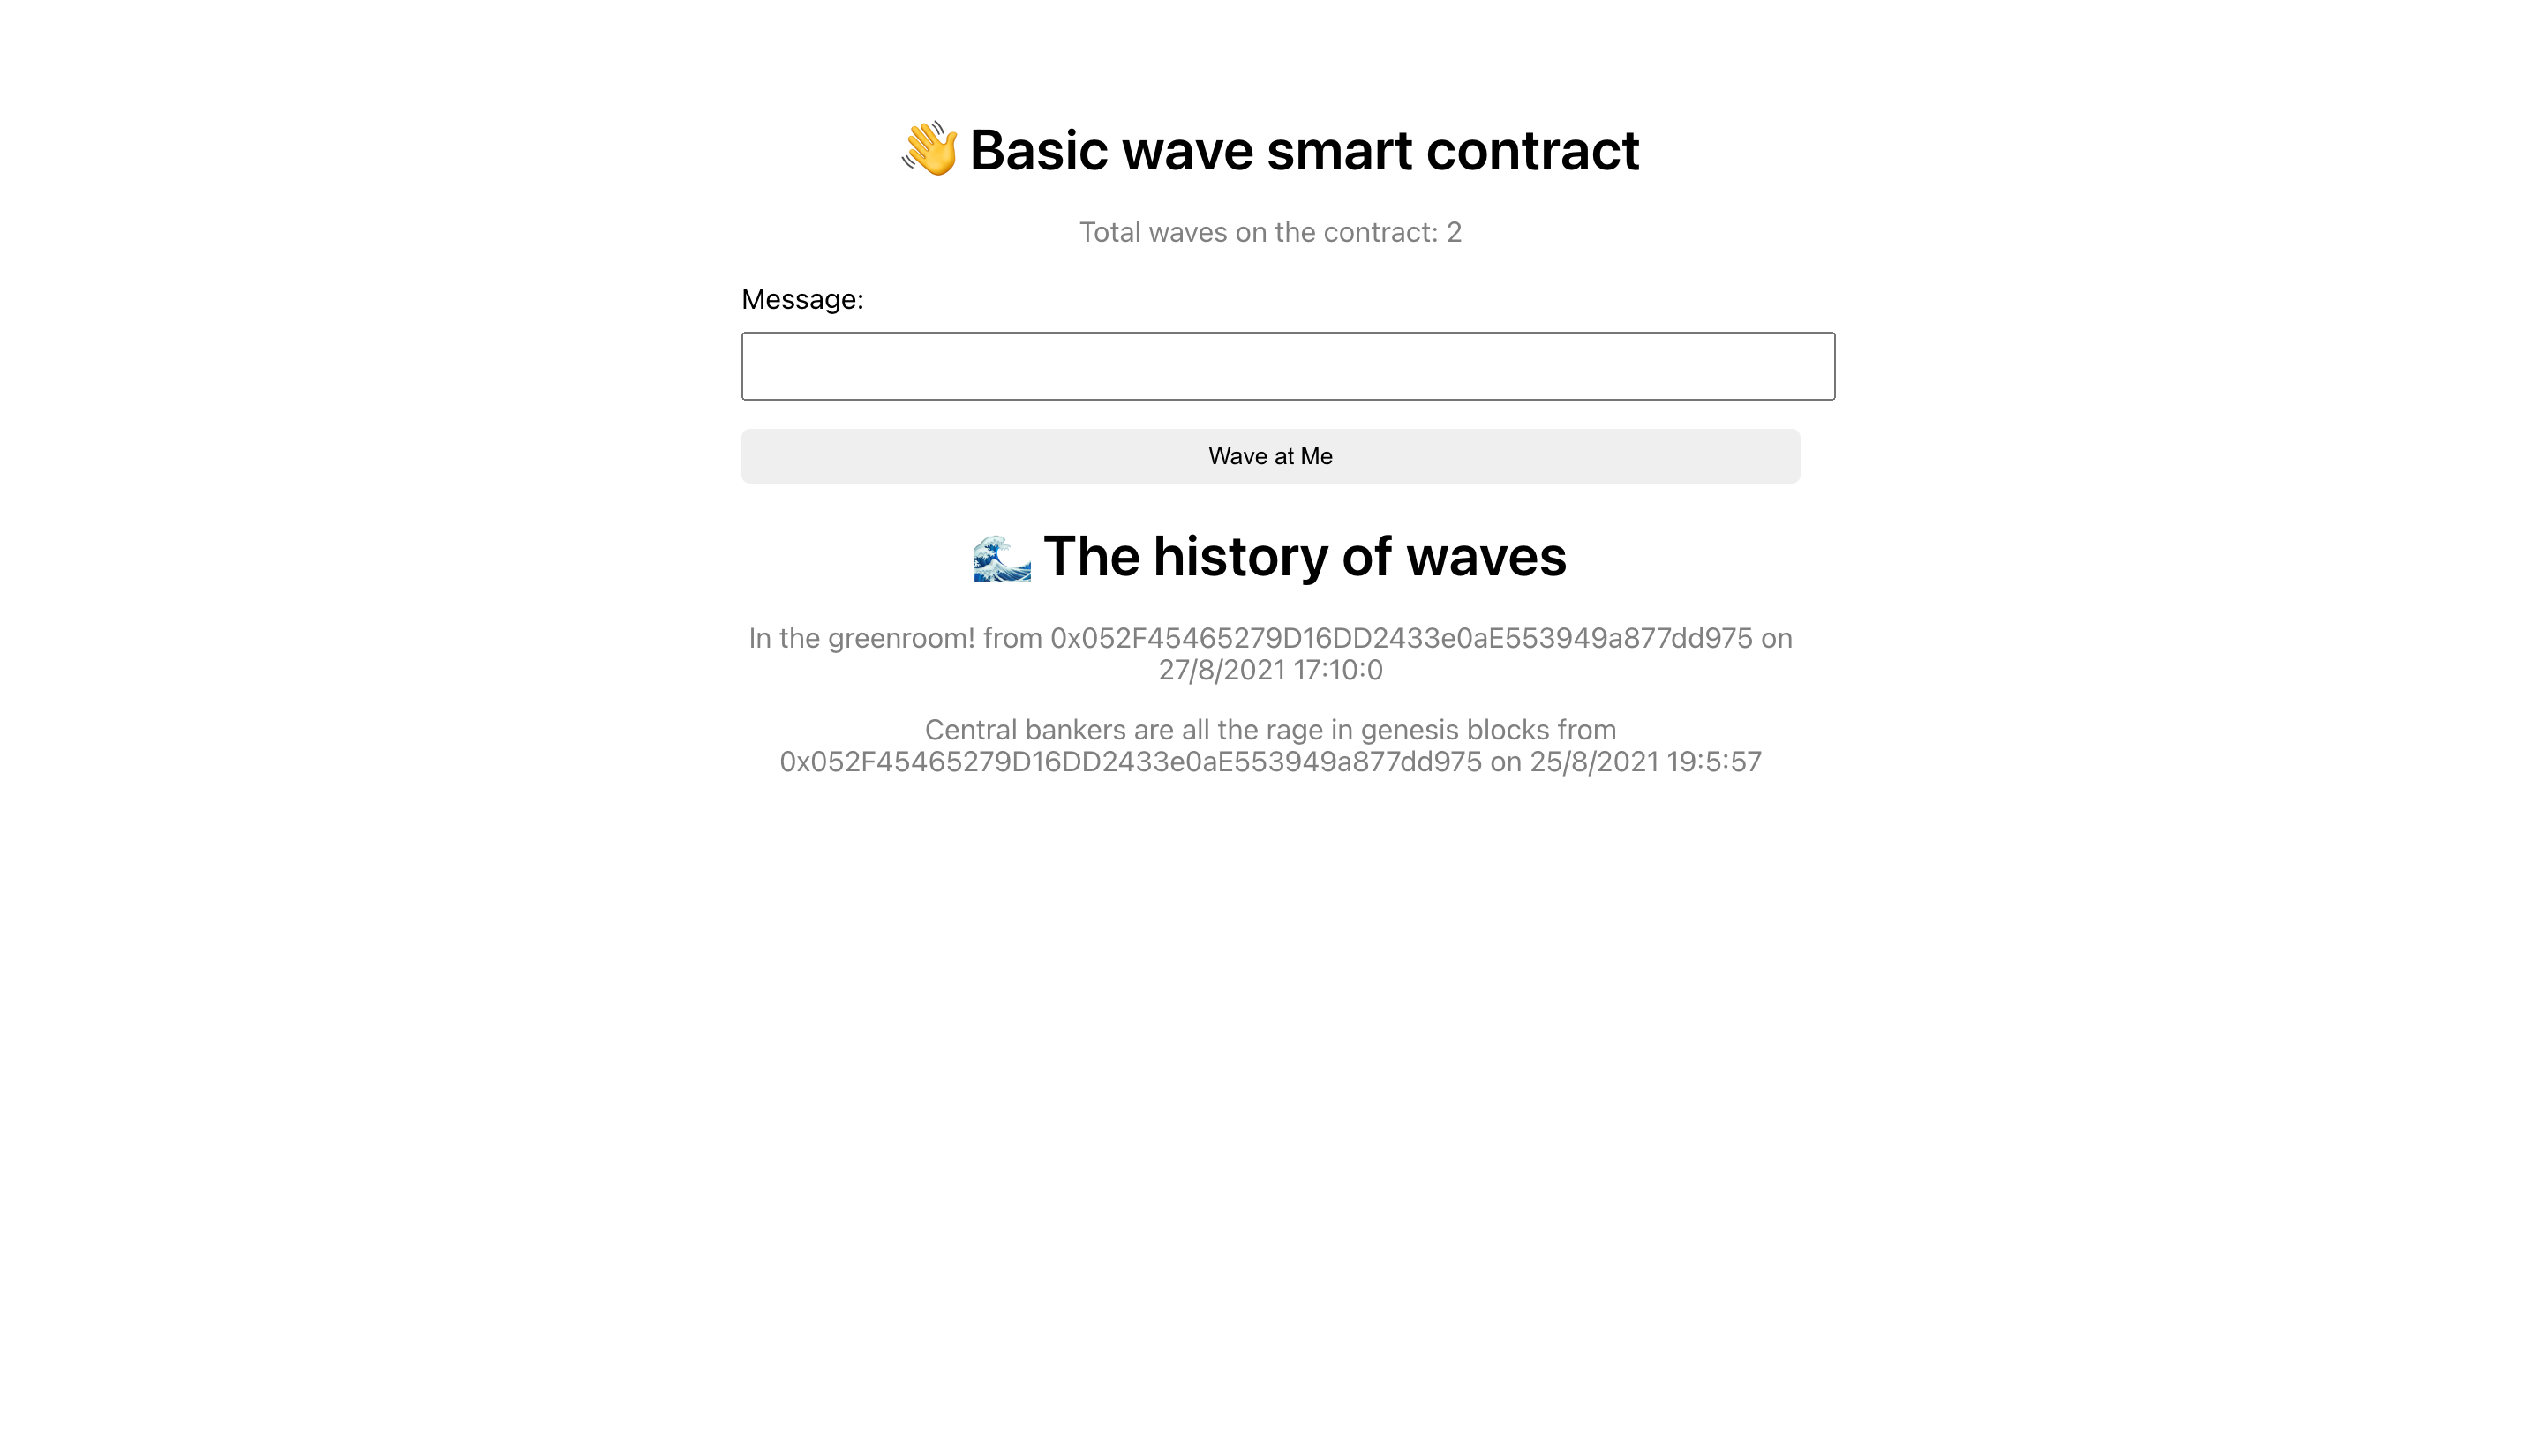 👋 Basic wave smart contract
Total waves on the contract: 2
Message:
Wave at Me
🌊 The history of waves
In the greenroom! from 0x052F45465279D16DD2433e0aE553949a877dd975 on
27/8/2021 17:10:0
Central bankers are all the rage in genesis blocks from
0x052F45465279D16DD2433e0aE553949a877dd975 on 25/8/2021 19:5:57